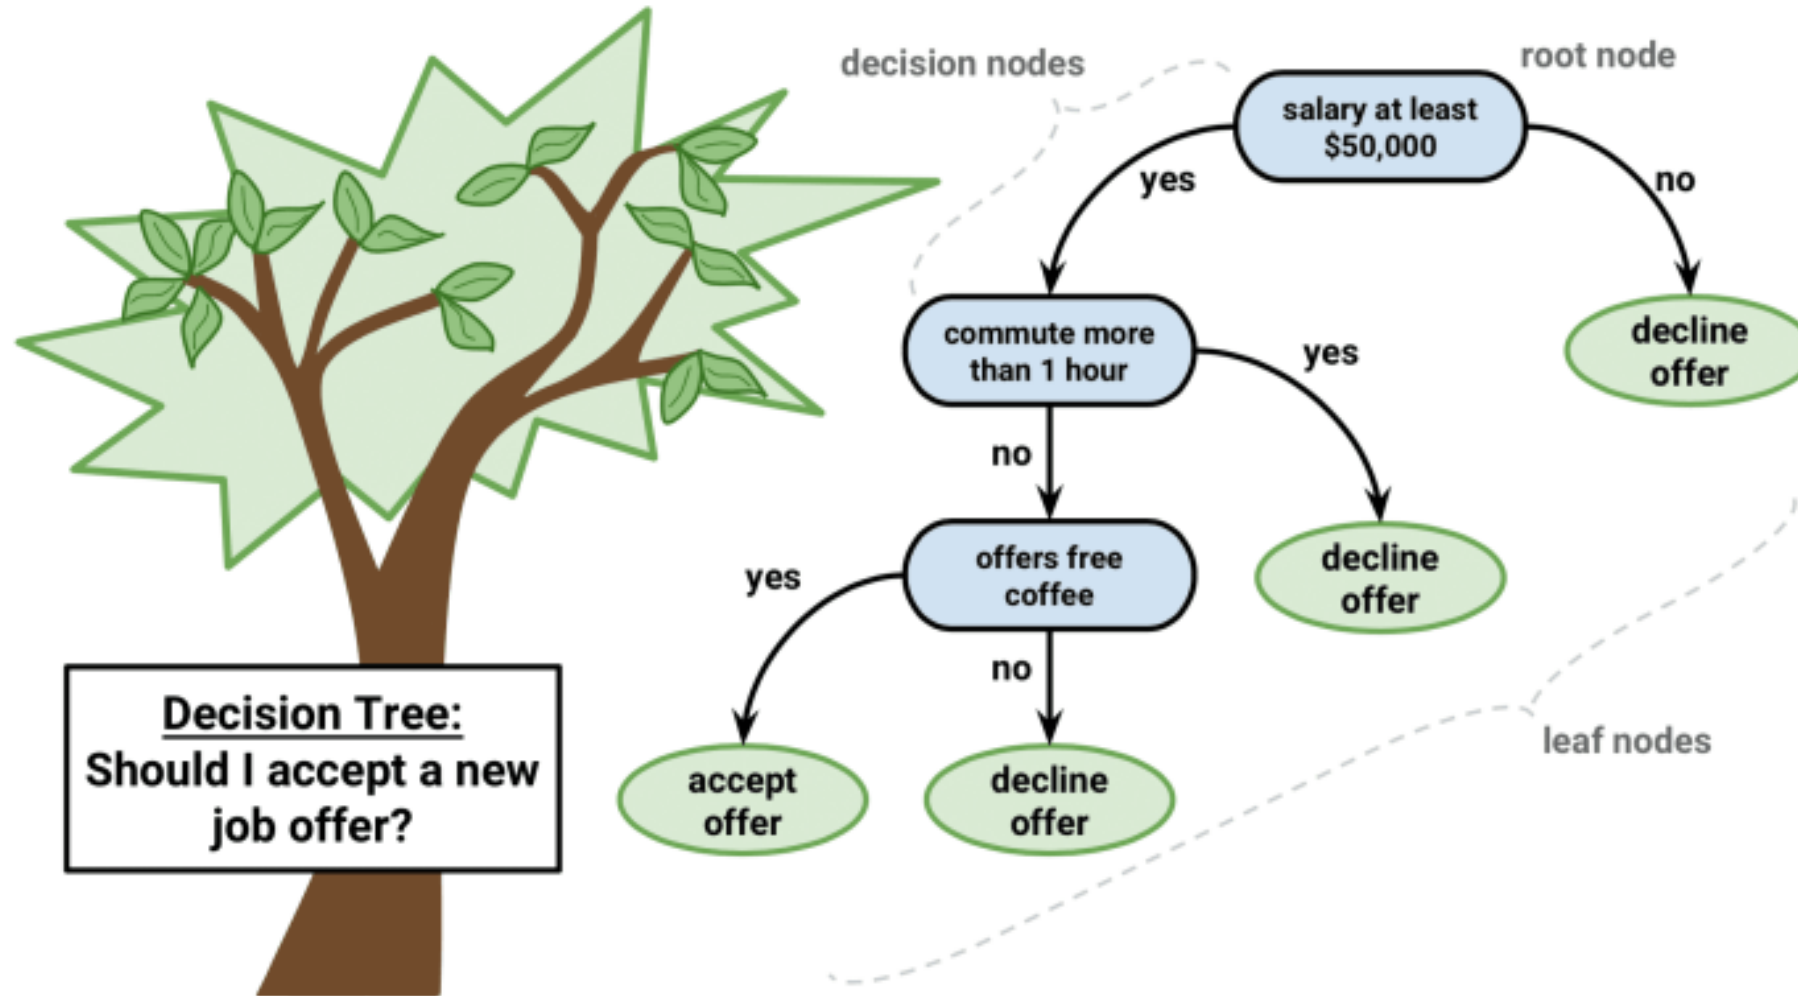 decision nodes
root node
salary at least
$50,000
yes
no
commute more
than 1 hour
yes
decline
offer
no
offers free
coffee
yes
decline
offer
no
accept
offer
decline
offer
leaf nodes
Decision Tree:
Should I accept a new
job offer?